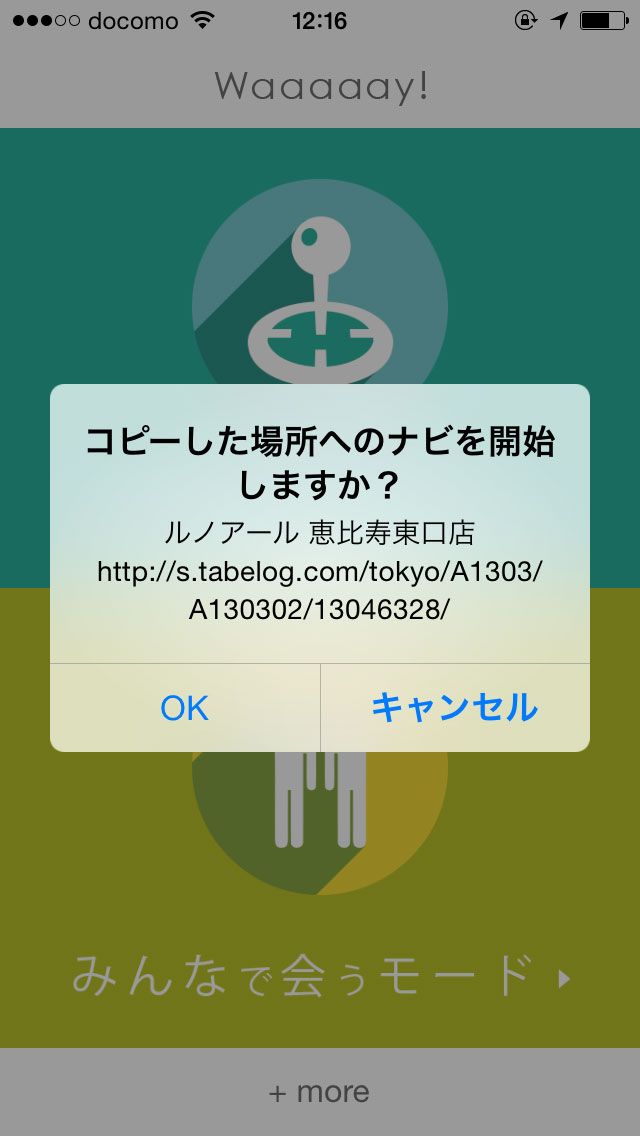 docomo
12:16
Waaaaay!
コピーした場所へのナビを開始
しますか？
ルノアール 恵比寿東口店
http://s.tabelog.com/tokyo/A1303/
A130302/13046328/
OK
キャンセル
みんなで会うモード
+ more